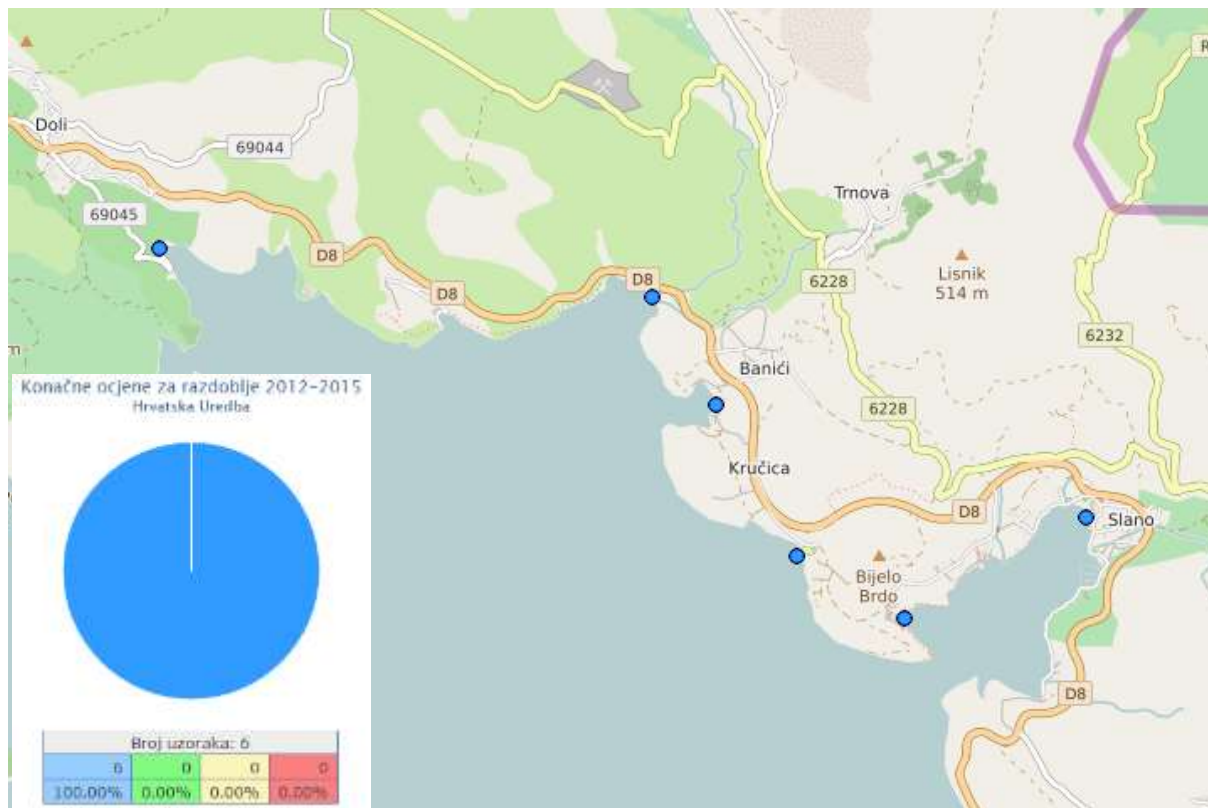 Doli
69044
69045
D8
D8
D8
Trnova
Lisnik
514 m
6228
6232
Banići
6228
Kručica
D8
Slano
Bijelo
Brdo
D8
R
m
Konačne ocjene za razdoblje 2012-2015
Hrvatska Uredba
Broj uzoraka: 6
6 0 0 0
100.00% 0.00% 0.00% 0.00%